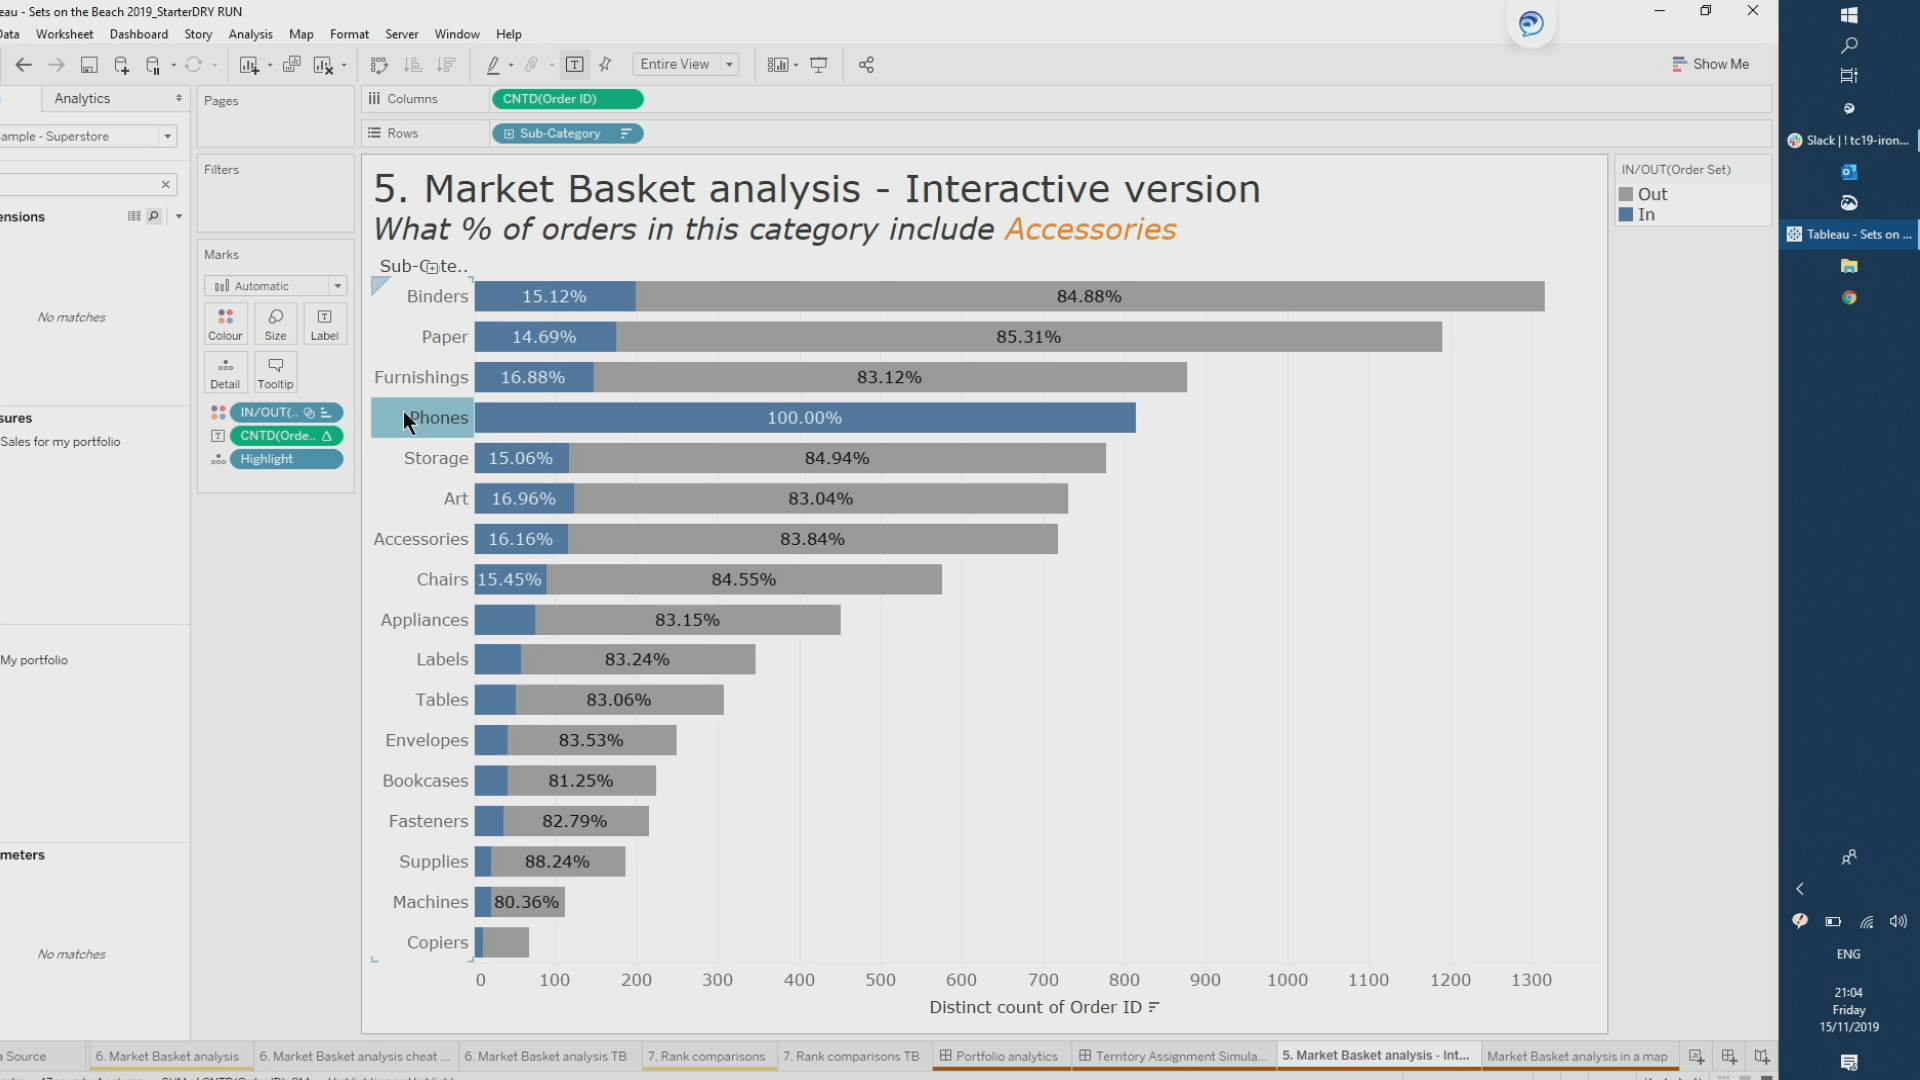 eau - Sets on the Beach 2019_StarterDRY RUN
Data Worksheet Dashboard Story Analysis Map Format Server Window Help
Entire View
Show Me
Analytics
ample - Superstore
ensions
No matches
sures
Sales for my portfolio
My portfolio
meters
No matches
Pages
Filters
Marks
Automatic
Colour Size Label
Detail Tooltip
IN/OUT(..
CNTD(Orde..
Highlight
Columns CNTD(Order ID)
Rows Sub-Category
5. Market Basket analysis - Interactive version
What % of orders in this category include Accessories
Sub-Cate..
Binders 15.12% 84.88%
Paper 14.69% 85.31%
Furnishings 16.88% 83.12%
Phones 100.00%
Storage 15.06% 84.94%
Art 16.96% 83.04%
Accessories 16.16% 83.84%
Chairs 15.45% 84.55%
Appliances 83.15%
Labels 83.24%
Tables 83.06%
Envelopes 83.53%
Bookcases 81.25%
Fasteners 82.79%
Supplies 88.24%
Machines 80.36%
Copiers
0 100 200 300 400 500 600 700 800 900 1000 1100 1200 1300
Distinct count of Order ID
IN/OUT(Order Set)
Out
In
a Source 6. Market Basket analysis 6. Market Basket analysis cheat ... 6. Market Basket analysis TB 7. Rank comparisons 7. Rank comparisons TB Portfolio analytics Territory Assignment Simula... 5. Market Basket analysis - Int... Market Basket analysis in a map
Slack | ! tc19-iron...
Tableau - Sets on ...
ENG
21:04
Friday
15/11/2019